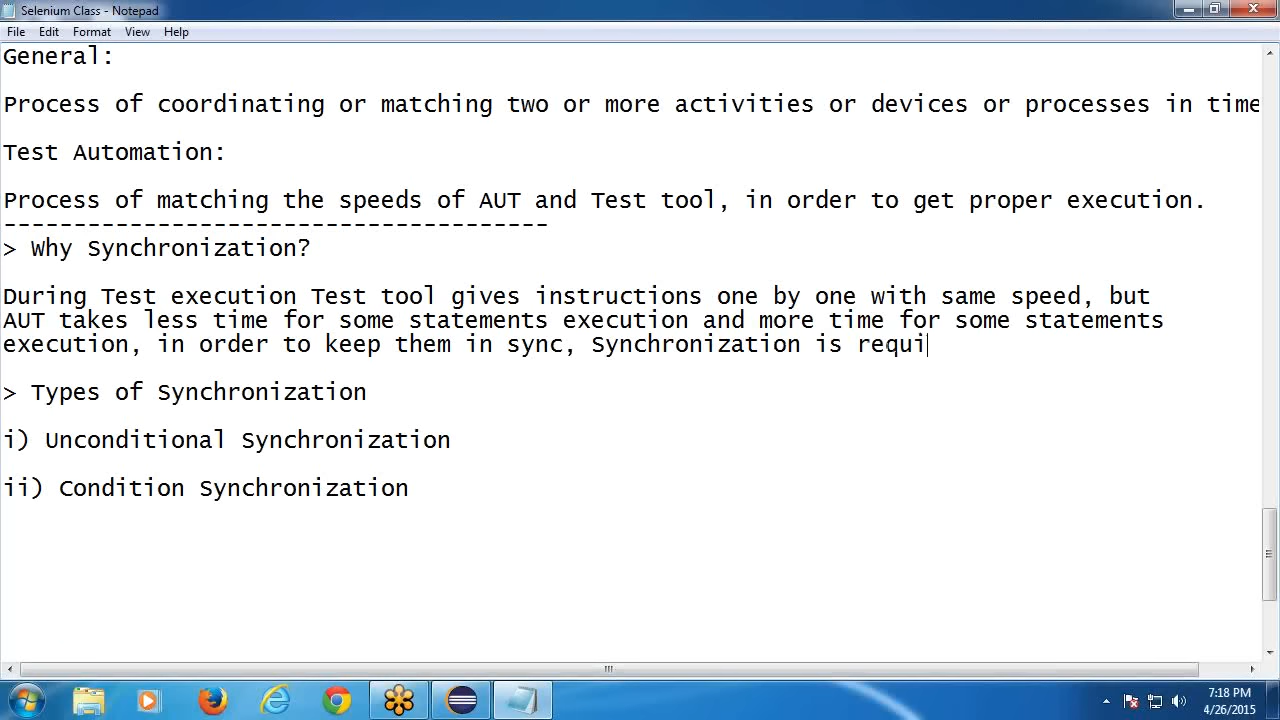 Selenium Class - Notepad
File Edit Format View Help
General:
Process of coordinating or matching two or more activities or devices or processes in time
Test Automation:
Process of matching the speeds of AUT and Test tool, in order to get proper execution.
---------------------------------------
> Why Synchronization?
During Test execution Test tool gives instructions one by one with same speed, but
AUT takes less time for some statements execution and more time for some statements
execution, in order to keep them in sync, Synchronization is requi
> Types of Synchronization
i) Unconditional Synchronization
ii) Condition Synchronization
7:18 PM
4/26/2015